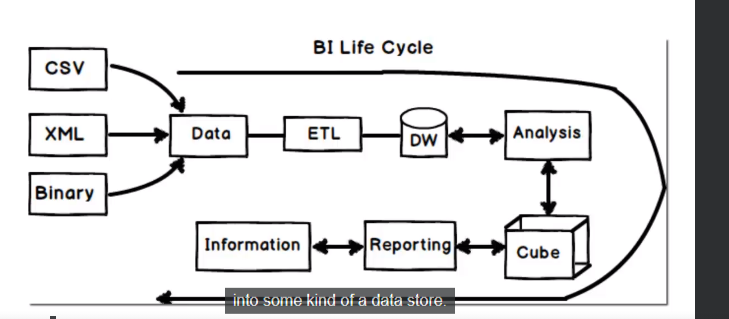 BI Life Cycle
CSV
XML
Binary
Data
ETL
DW
Analysis
Information
Reporting
Cube
into some kind of a data store.